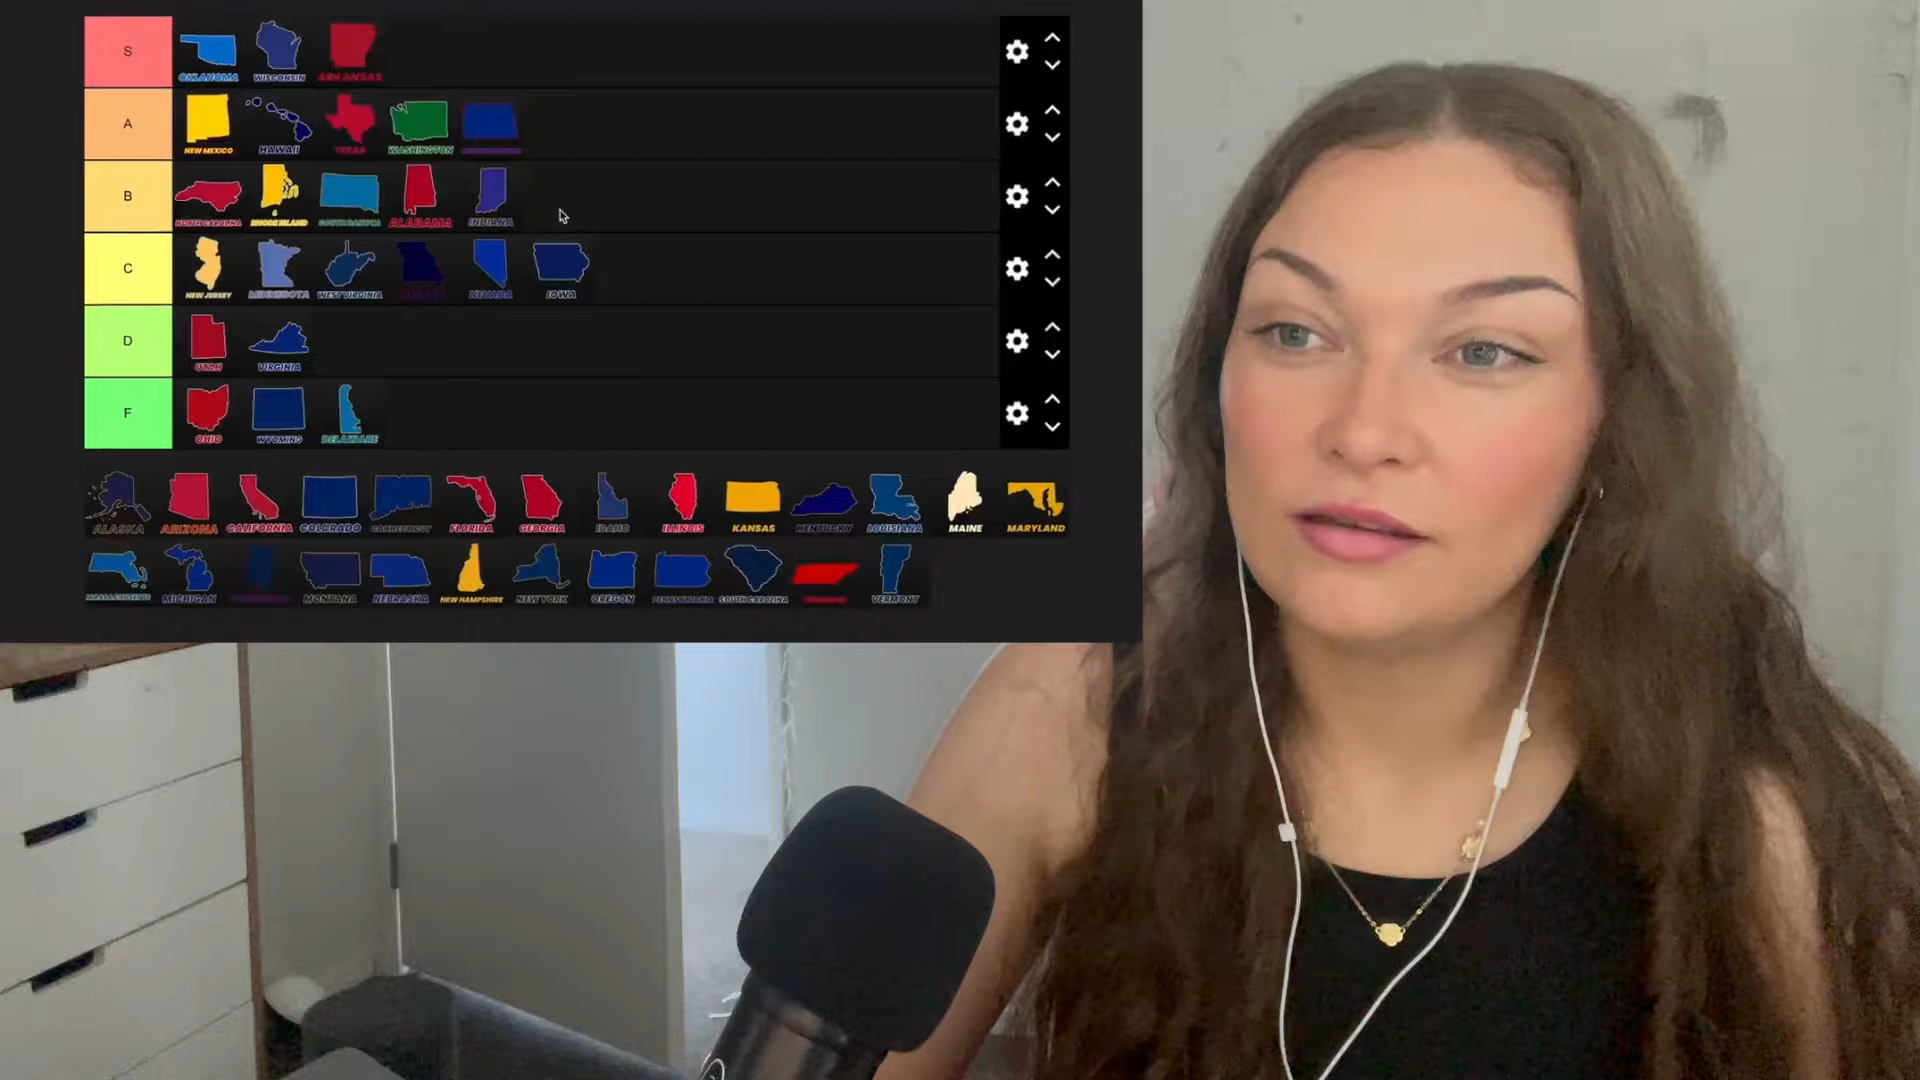 S
OKLAHOMA WISCONSIN ARKANSAS
A
NEW MEXICO HAWAII TEXAS WASHINGTON
B
NORTH CAROLINA RHODE ISLAND SOUTH DAKOTA ALABAMA INDIANA
C
NEW JERSEY MINNESOTA WEST VIRGINIA NEVADA IOWA
D
UTAH VIRGINIA
F
OHIO WYOMING DELAWARE
ALASKA ARIZONA CALIFORNIA COLORADO CONNECTICUT FLORIDA GEORGIA IDAHO ILLINOIS KANSAS KENTUCKY LOUISIANA MAINE MARYLAND
MASSACHUSETTS MICHIGAN MONTANA NEBRASKA NEW HAMPSHIRE NEW YORK OREGON PENNSYLVANIA SOUTH CAROLINA VERMONT